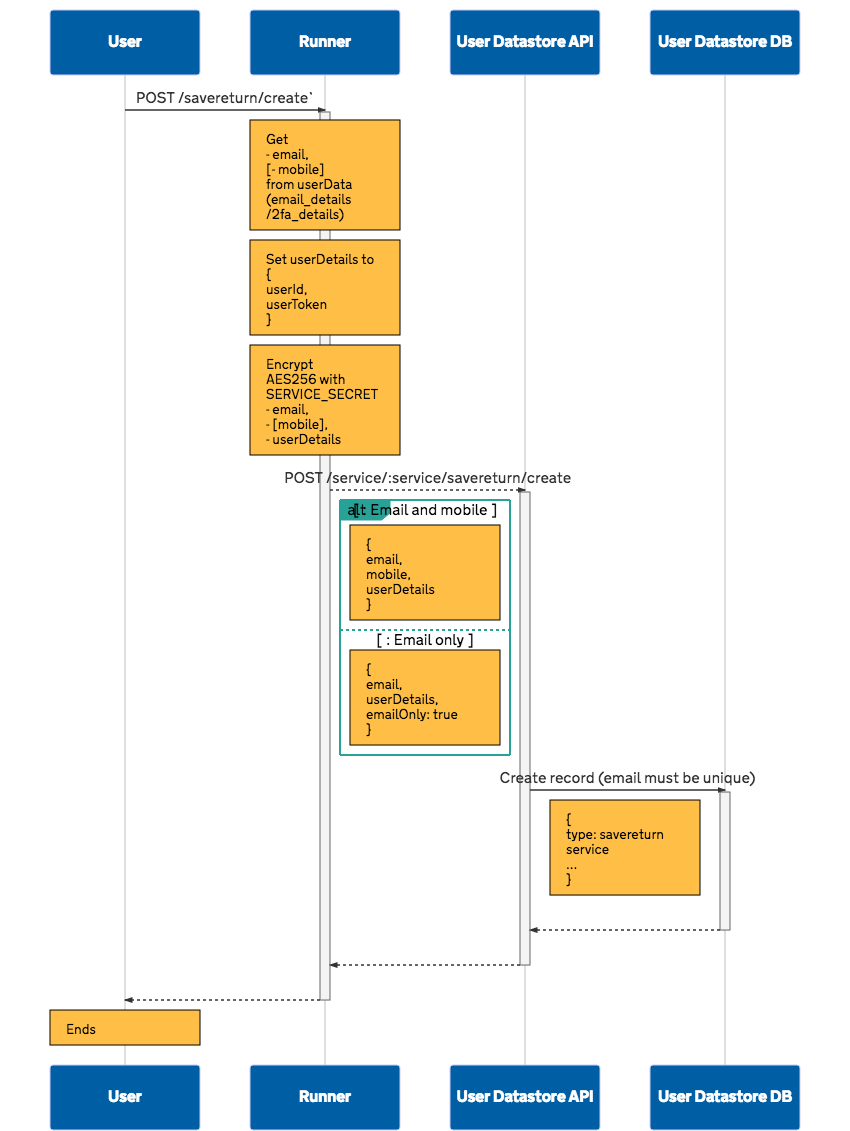 User
Runner
User Datastore API
User Datastore DB
POST /savereturn/create`
Get
- email,
[- mobile]
from userData
(email_details
/2fa_details)
Set userDetails to
{
userId,
userToken
}
Encrypt
AES256 with
SERVICE_SECRET
- email,
- [mobile],
- userDetails
POST /service/:service/savereturn/create
alt
[ : Email and mobile ]
{
email,
mobile,
userDetails
}
[ : Email only ]
{
email,
userDetails,
emailOnly: true
}
Create record (email must be unique)
{
type: savereturn
service
...
}
Ends
User
Runner
User Datastore API
User Datastore DB